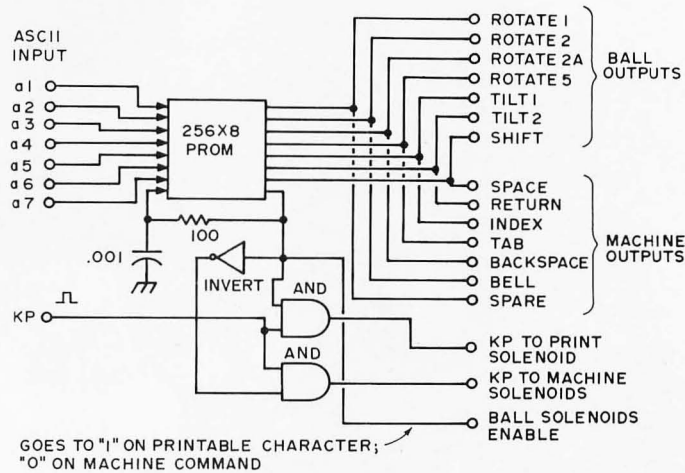 ASCII
INPUT
a1
a2
a3
a4
a5
a6
a7
256X8
PROM
100
.001
INVERT
AND
AND
KP
ROTATE 1
ROTATE 2
ROTATE 2A
ROTATE 5
TILT 1
TILT 2
SHIFT
BALL
OUTPUTS
SPACE
RETURN
INDEX
TAB
BACKSPACE
BELL
SPARE
MACHINE
OUTPUTS
KP TO PRINT
SOLENOID
KP TO MACHINE
SOLENOIDS
BALL SOLENOIDS
ENABLE
GOES TO "1" ON PRINTABLE CHARACTER;
"0" ON MACHINE COMMAND